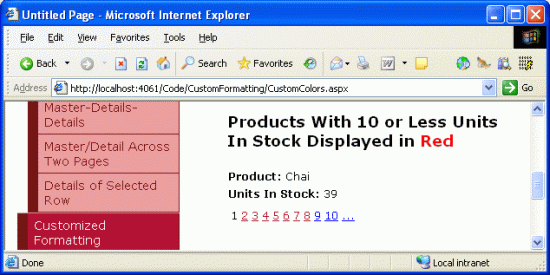 Untitled Page - Microsoft Internet Explorer
File Edit View Favorites Tools Help
Back Search Favorites
Address http://localhost:4061/Code/CustomFormatting/CustomColors.aspx Go
Master-Details-
Details
Master/Detail Across
Two Pages
Details of Selected
Row
Customized
Formatting
Products With 10 or Less Units
In Stock Displayed in Red
Product: Chai
Units In Stock: 39
1 2 3 4 5 6 7 8 9 10 ...
Done Local intranet